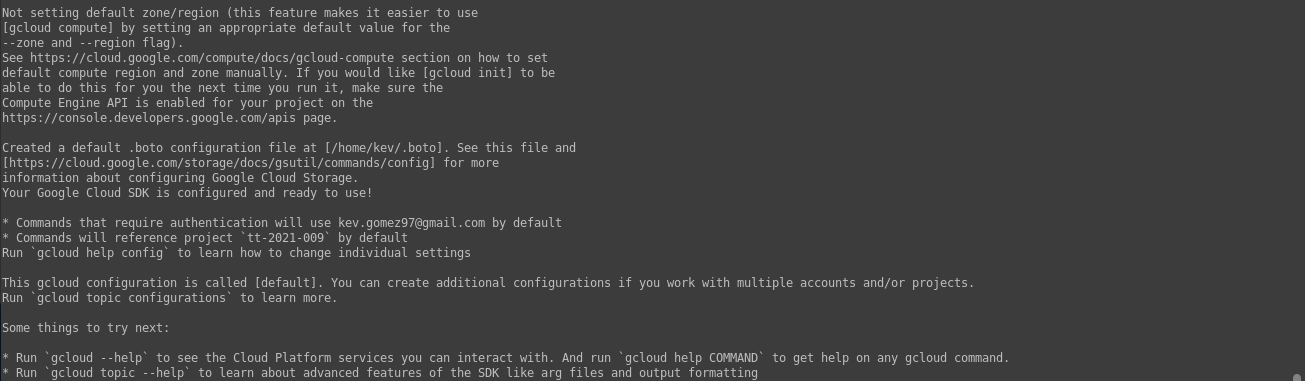 Not setting default zone/region (this feature makes it easier to use
[gcloud compute] by setting an appropriate default value for the
--zone and --region flag).
See https://cloud.google.com/compute/docs/gcloud-compute section on how to set
default compute region and zone manually. If you would like [gcloud init] to be
able to do this for you the next time you run it, make sure the
Compute Engine API is enabled for your project on the
https://console.developers.google.com/apis page.

Created a default .boto configuration file at [/home/kev/.boto]. See this file and
[https://cloud.google.com/storage/docs/gsutil/commands/config] for more
information about configuring Google Cloud Storage.
Your Google Cloud SDK is configured and ready to use!

* Commands that require authentication will use kev.gomez97@gmail.com by default
* Commands will reference project `tt-2021-009` by default
Run `gcloud help config` to learn how to change individual settings

This gcloud configuration is called [default]. You can create additional configurations if you work with multiple accounts and/or projects.
Run `gcloud topic configurations` to learn more.

Some things to try next:

* Run `gcloud --help` to see the Cloud Platform services you can interact with. And run `gcloud help COMMAND` to get help on any gcloud command.
* Run `gcloud topic --help` to learn about advanced features of the SDK like arg files and output formatting